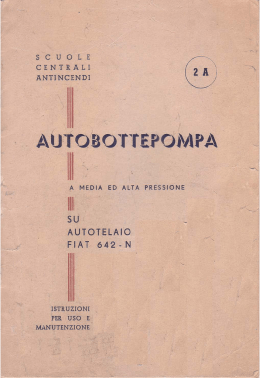 SCUOLE
CENTRALI
ANTINCENDI
2 A
AUTOBOTTEPOMPA
A MEDIA ED ALTA PRESSIONE
SU
AUTOTELAIO
FIAT 642-N
ISTRUZIONI
PER USO E
MANUTENZIONE